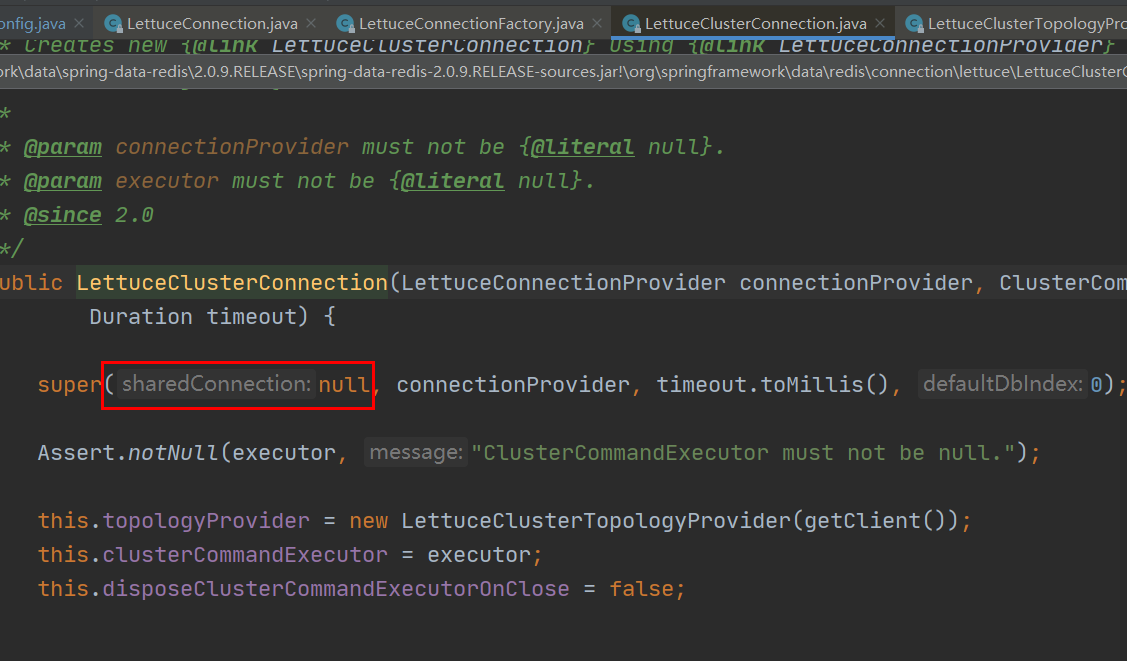 onfig.java × LettuceConnection.java × LettuceConnectionFactory.java × LettuceClusterConnection.java × LettuceClusterTopologyPro
* Creates new {@link LettuceClusterConnection} using {@link LettuceConnectionProvider}
ork\data\spring-data-redis\2.0.9.RELEASE\spring-data-redis-2.0.9.RELEASE-sources.jar!\org\springframework\data\redis\connection\lettuce\LettuceClusterC
*
* @param connectionProvider must not be {@literal null}.
* @param executor must not be {@literal null}.
* @since 2.0
*/
ublic LettuceClusterConnection(LettuceConnectionProvider connectionProvider, ClusterCom
Duration timeout) {
super( sharedConnection: null, connectionProvider, timeout.toMillis(), defaultDbIndex: 0);
Assert.notNull(executor, message: "ClusterCommandExecutor must not be null.");
this.topologyProvider = new LettuceClusterTopologyProvider(getClient());
this.clusterCommandExecutor = executor;
this.disposeClusterCommandExecutorOnClose = false;